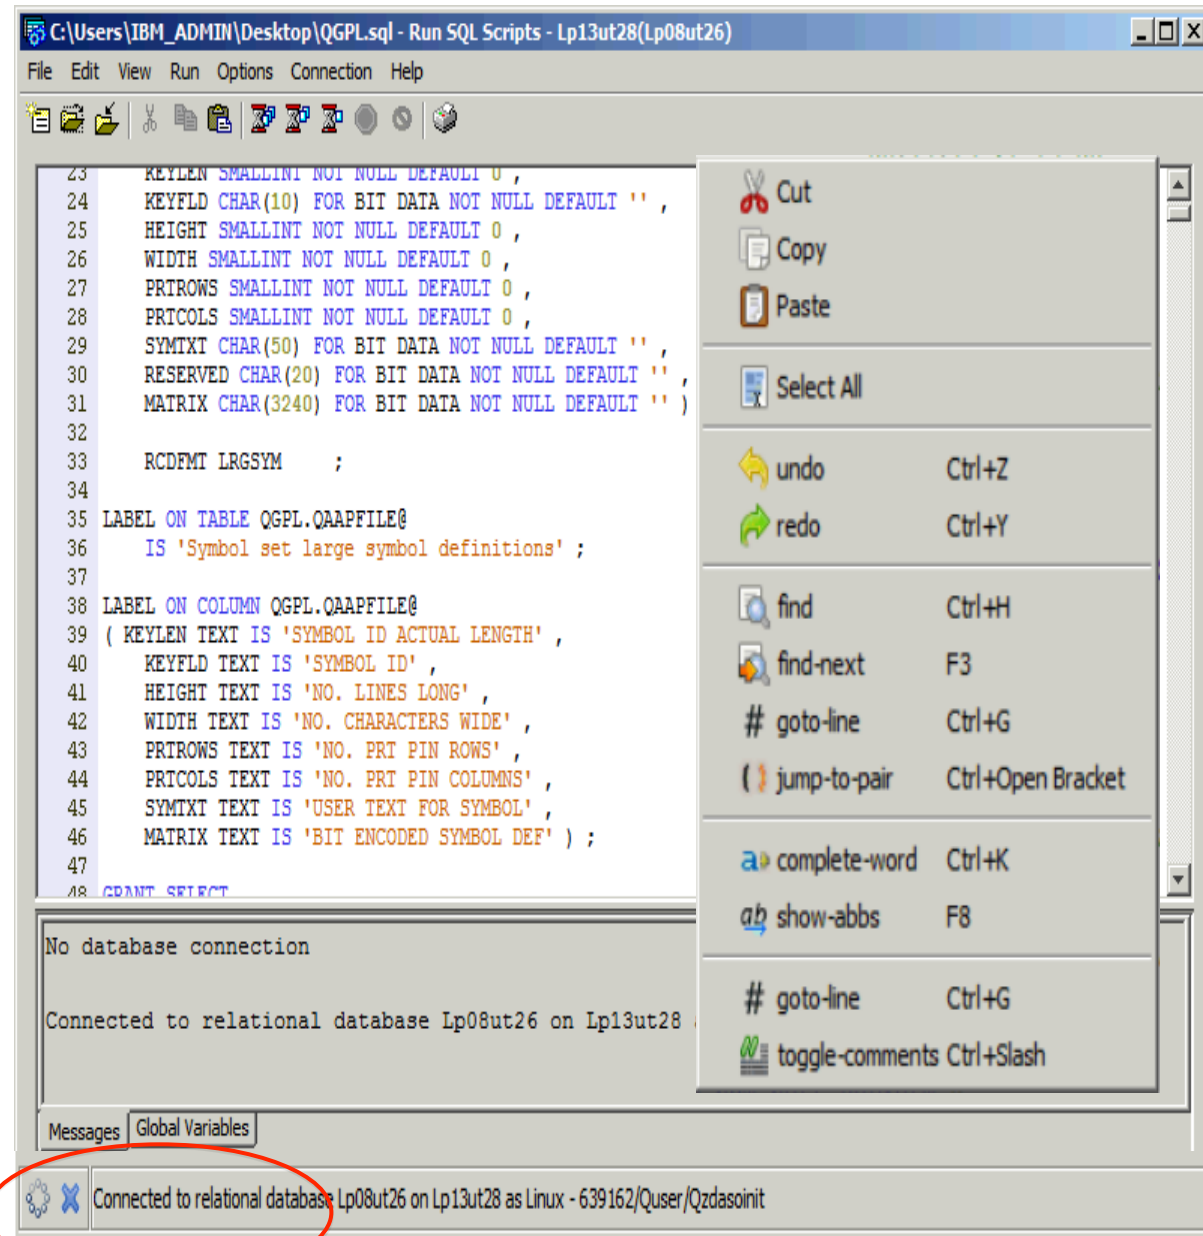 C:\Users\IBM_ADMIN\Desktop\QGPL.sql - Run SQL Scripts - Lp13ut28(Lp08ut26)
File Edit View Run Options Connection Help
23 KEYLEN SMALLINT NOT NULL DEFAULT 0 ,
24 KEYFLD CHAR(10) FOR BIT DATA NOT NULL DEFAULT '' ,
25 HEIGHT SMALLINT NOT NULL DEFAULT 0 ,
26 WIDTH SMALLINT NOT NULL DEFAULT 0 ,
27 PRTROWS SMALLINT NOT NULL DEFAULT 0 ,
28 PRTCOLS SMALLINT NOT NULL DEFAULT 0 ,
29 SYMTXT CHAR(50) FOR BIT DATA NOT NULL DEFAULT '' ,
30 RESERVED CHAR(20) FOR BIT DATA NOT NULL DEFAULT '' ,
31 MATRIX CHAR(3240) FOR BIT DATA NOT NULL DEFAULT '' )
32
33 RCDFMT LRGSYM ;
34
35 LABEL ON TABLE QGPL.QAAPFILE@
36 IS 'Symbol set large symbol definitions' ;
37
38 LABEL ON COLUMN QGPL.QAAPFILE@
39 ( KEYLEN TEXT IS 'SYMBOL ID ACTUAL LENGTH' ,
40 KEYFLD TEXT IS 'SYMBOL ID' ,
41 HEIGHT TEXT IS 'NO. LINES LONG' ,
42 WIDTH TEXT IS 'NO. CHARACTERS WIDE' ,
43 PRTROWS TEXT IS 'NO. PRT PIN ROWS' ,
44 PRTCOLS TEXT IS 'NO. PRT PIN COLUMNS' ,
45 SYMTXT TEXT IS 'USER TEXT FOR SYMBOL' ,
46 MATRIX TEXT IS 'BIT ENCODED SYMBOL DEF' ) ;
47
48 GRANT SELECT
Cut
Copy
Paste
Select All
undo Ctrl+Z
redo Ctrl+Y
find Ctrl+H
find-next F3
# goto-line Ctrl+G
jump-to-pair Ctrl+Open Bracket
complete-word Ctrl+K
show-abbs F8
# goto-line Ctrl+G
toggle-comments Ctrl+Slash
No database connection
Connected to relational database Lp08ut26 on Lp13ut28
Messages Global Variables
Connected to relational database Lp08ut26 on Lp13ut28 as Linux - 639162/Quser/Qzdasoinit